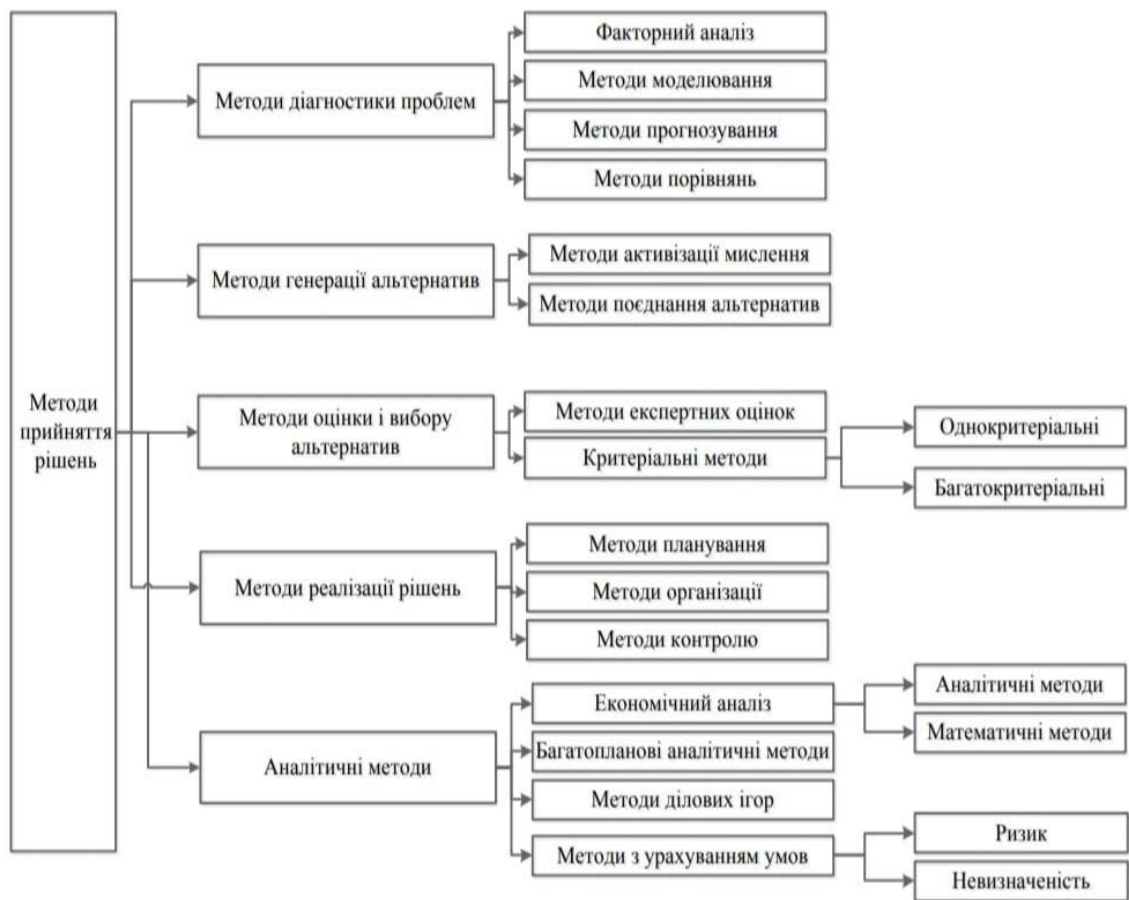 Методи
прийняття
рішень
Методи діагностики проблем
Факторний аналіз
Методи моделювання
Методи прогнозування
Методи порівнянь
Методи генерації альтернатив
Методи активізації мислення
Методи поєднання альтернатив
Методи оцінки і вибору
альтернатив
Методи експертних оцінок
Критеріальні методи
Однокритеріальні
Багатокритеріальні
Методи реалізації рішень
Методи планування
Методи організації
Методи контролю
Аналітичні методи
Економічний аналіз
Аналітичні методи
Математичні методи
Багатопланові аналітичні методи
Методи ділових ігор
Методи з урахуванням умов
Ризик
Невизначеність